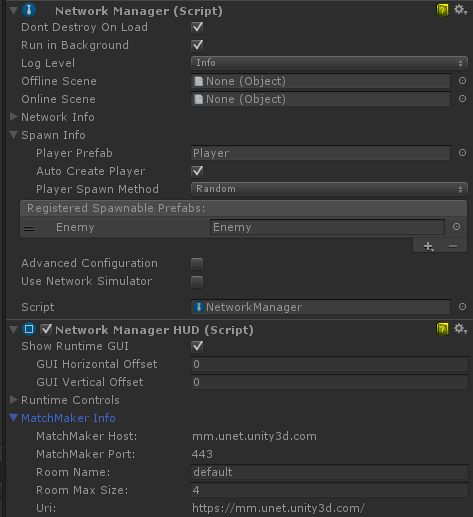 Network Manager (Script)
Dont Destroy On Load
Run in Background
Log Level Info
Offline Scene None (Object)
Online Scene None (Object)
Network Info
Spawn Info
Player Prefab Player
Auto Create Player
Player Spawn Method Random
Registered Spawnable Prefabs:
Enemy Enemy
Advanced Configuration
Use Network Simulator
Script NetworkManager
Network Manager HUD (Script)
Show Runtime GUI
GUI Horizontal Offset 0
GUI Vertical Offset 0
Runtime Controls
MatchMaker Info
MatchMaker Host: mm.unet.unity3d.com
MatchMaker Port: 443
Room Name: default
Room Max Size: 4
Uri: https://mm.unet.unity3d.com/